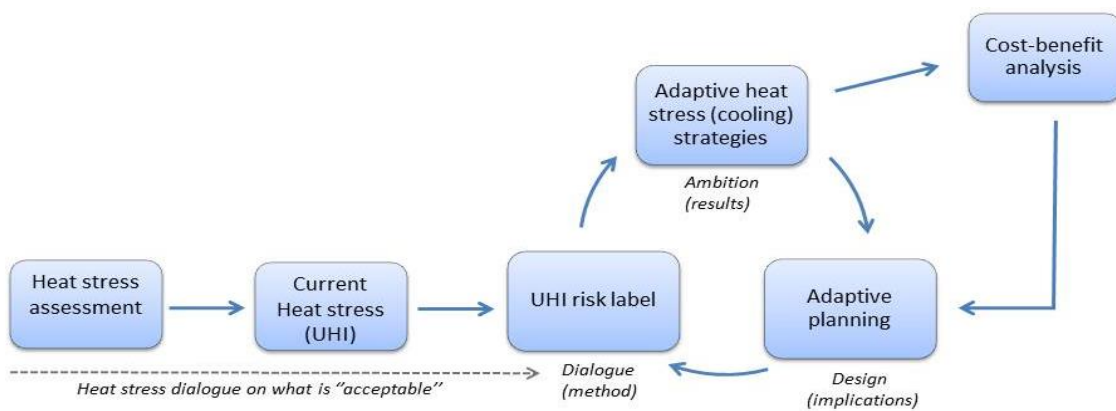 Cost-benefit
analysis
Adaptive heat
stress (cooling)
strategies
Ambition
(results)
Heat stress
assessment
Current
Heat stress
(UHI)
UHI risk label
Adaptive
planning
Dialogue
(method)
Design
(implications)
Heat stress dialogue on what is “acceptable”